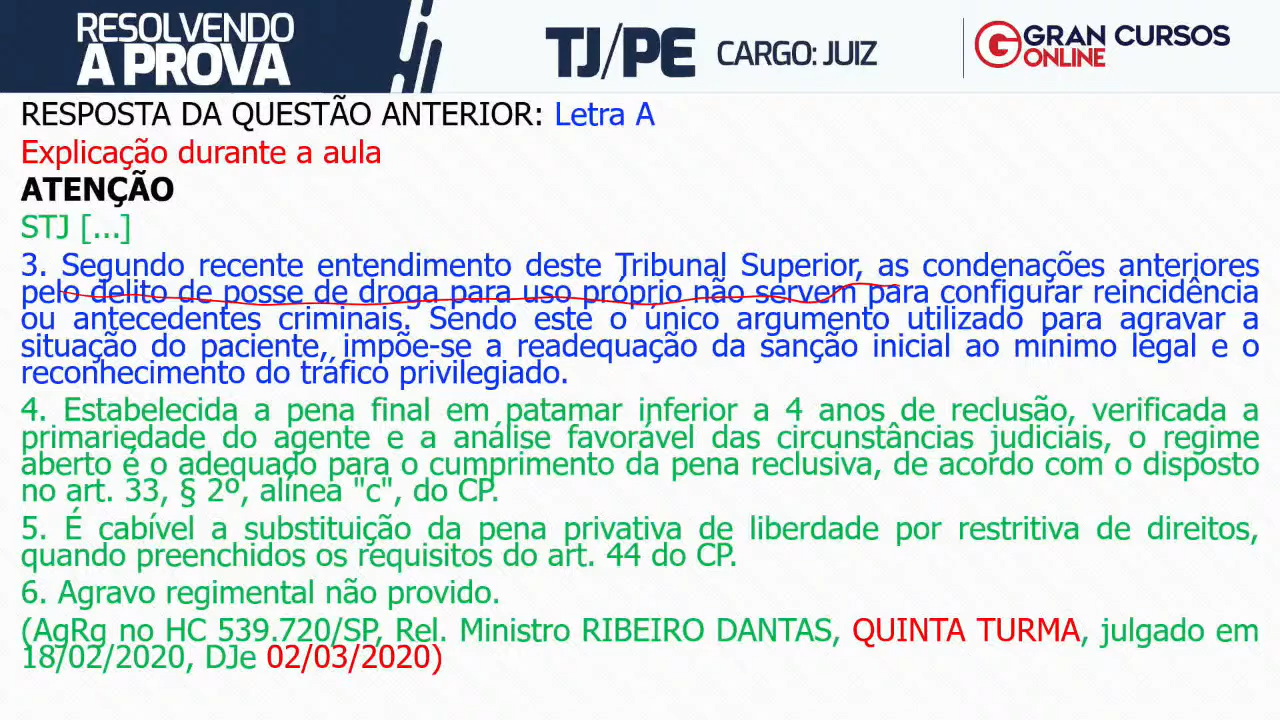 RESOLVENDO
A PROVA
TJ/PE CARGO: JUIZ
G GRAN CURSOS
ONLINE
RESPOSTA DA QUESTÃO ANTERIOR: Letra A
Explicação durante a aula
ATENÇÃO
STJ [...]
3. Segundo recente entendimento deste Tribunal Superior, as condenações anteriores
pelo delito de posse de droga para uso próprio não servem para configurar reincidência
ou antecedentes criminais. Sendo este o único argumento utilizado para agravar a
situação do paciente, impõe-se a readequação da sanção inicial ao mínimo legal e o
reconhecimento do tráfico privilegiado.
4. Estabelecida a pena final em patamar inferior a 4 anos de reclusão, verificada a
primariedade do agente e a análise favorável das circunstâncias judiciais, o regime
aberto é o adequado para o cumprimento da pena reclusiva, de acordo com o disposto
no art. 33, § 2º, alínea "c", do CP.
5. É cabível a substituição da pena privativa de liberdade por restritiva de direitos,
quando preenchidos os requisitos do art. 44 do CP.
6. Agravo regimental não provido.
(AgRg no HC 539.720/SP, Rel. Ministro RIBEIRO DANTAS, QUINTA TURMA, julgado em
18/02/2020, DJe 02/03/2020)